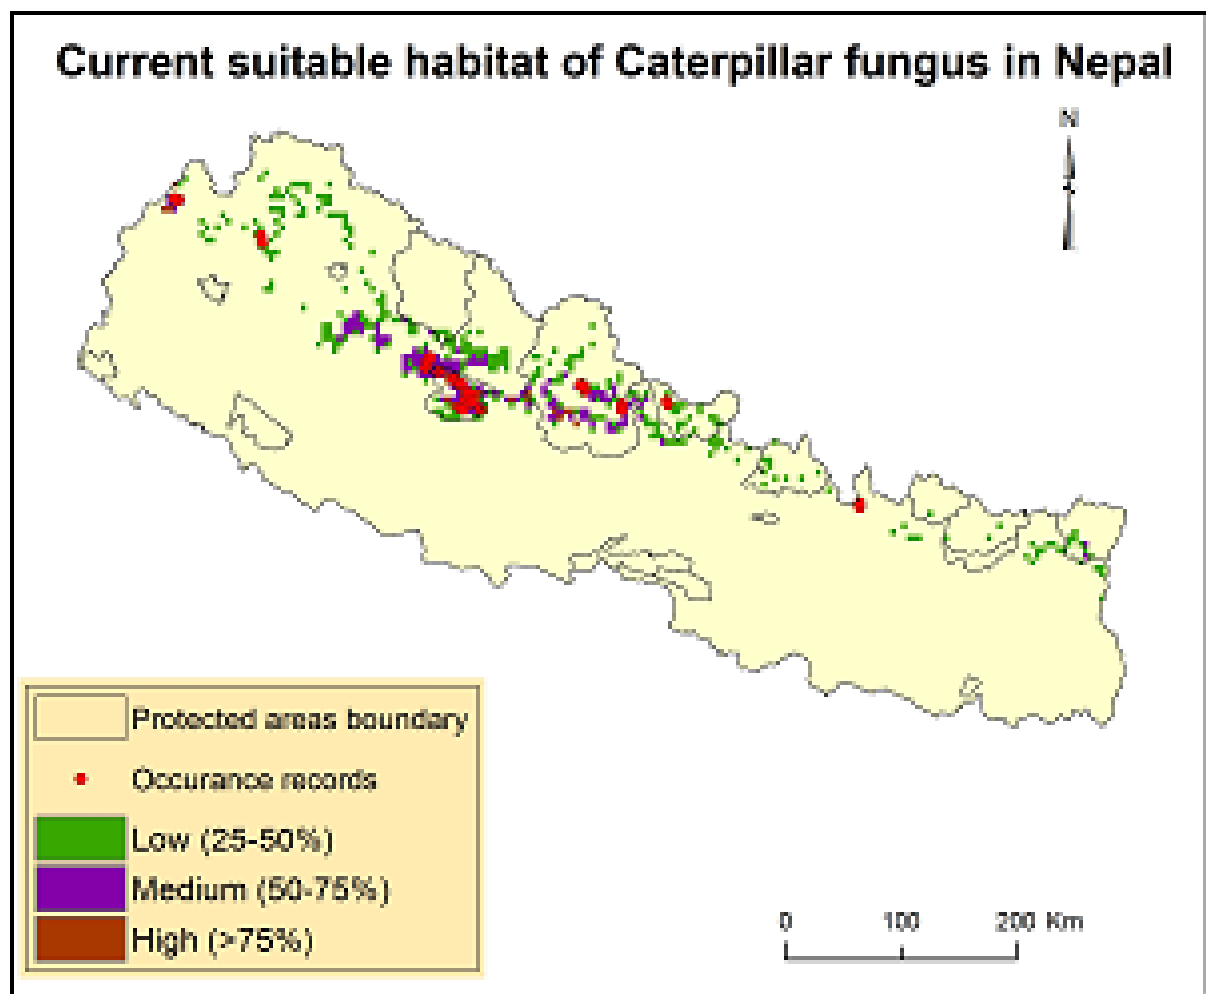 Current suitable habitat of Caterpillar fungus in Nepal
N
Protected areas boundary
Occurance records
Low (25-50%)
Medium (50-75%)
High (>75%)
0 100 200 Km